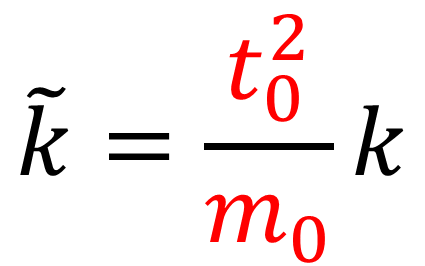 k̃ = t₀² / m₀ k